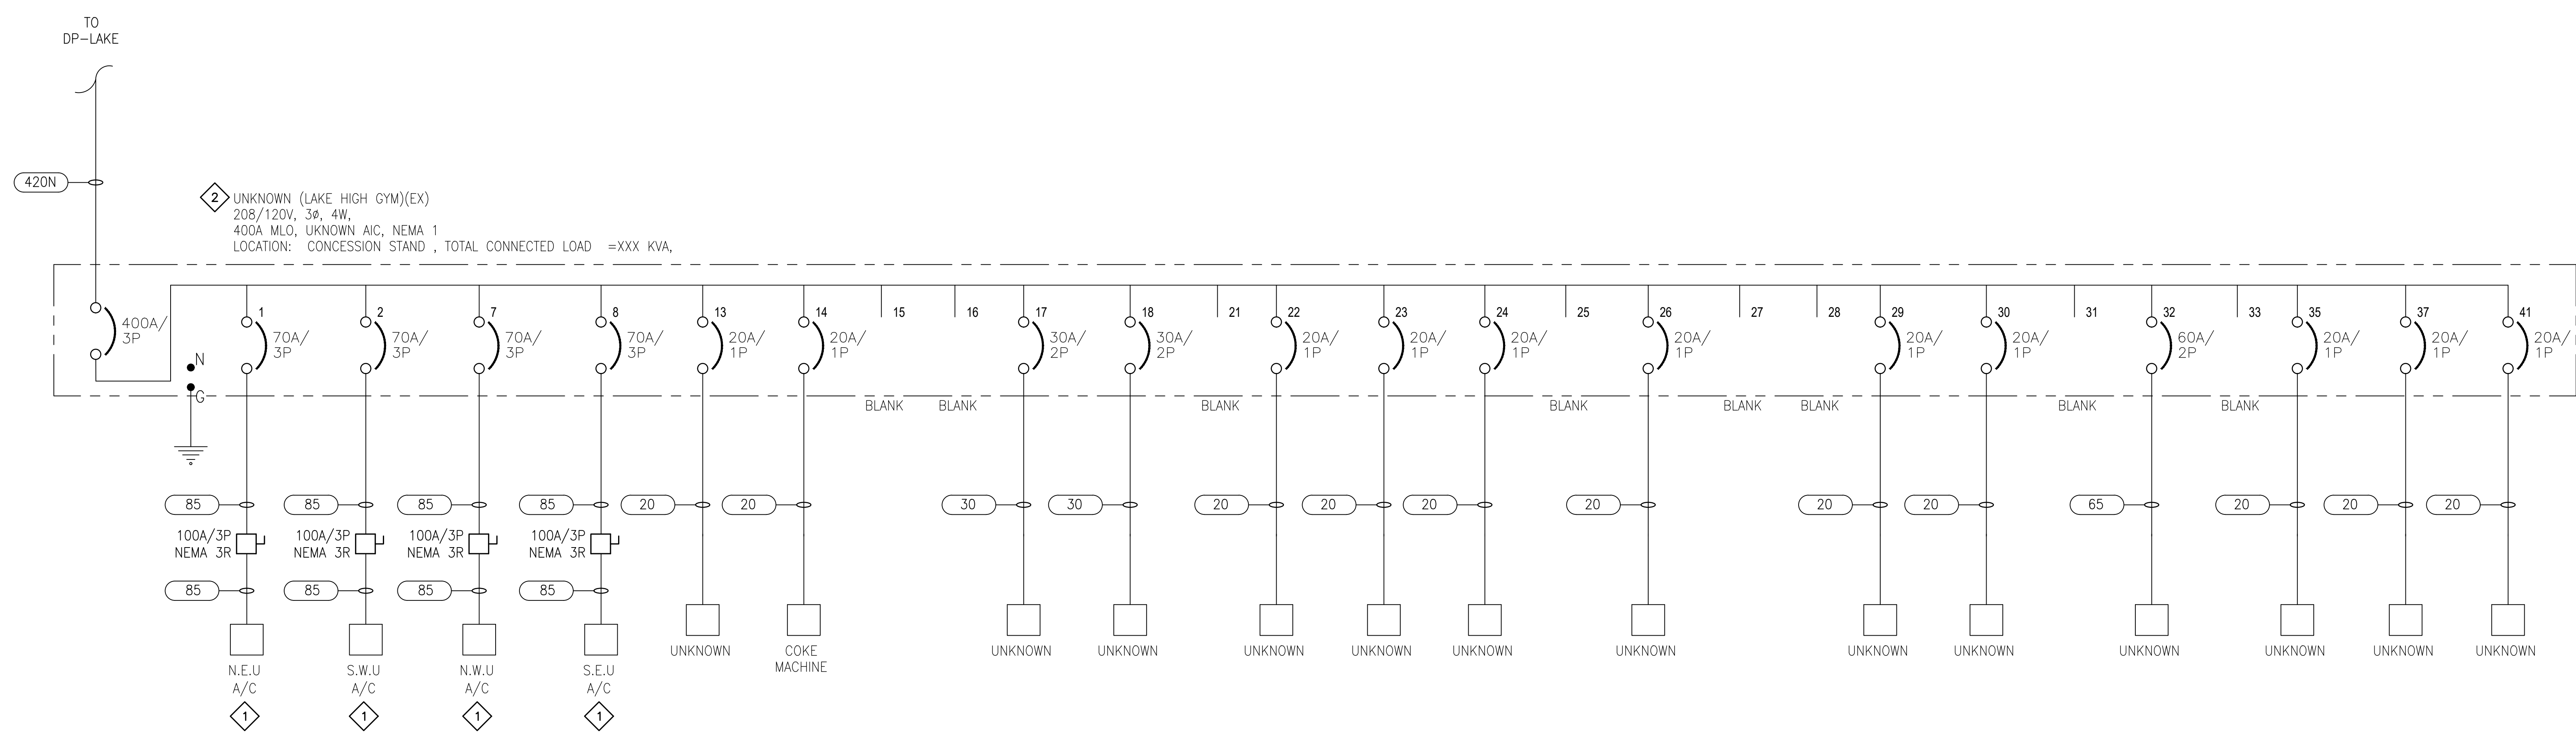 TO
DP-LAKE
420N
2
UNKNOWN (LAKE HIGH GYM)(EX)
208/120V, 3ø, 4W,
400A MLO, UKNOWN AIC, NEMA 1
LOCATION: CONCESSION STAND , TOTAL CONNECTED LOAD =XXX KVA,
1 2 7 8 13 14 15 16 17 18 21 22 23 24 25 26 27 28 29 30 31 32 33 35 37 41
400A/
3P
N
G
70A/
3P
70A/
3P
70A/
3P
70A/
3P
20A/
1P
20A/
1P
30A/
2P
30A/
2P
20A/
1P
20A/
1P
20A/
1P
20A/
1P
20A/
1P
20A/
1P
60A/
2P
20A/
1P
20A/
1P
20A/
1P
BLANK BLANK BLANK BLANK BLANK BLANK BLANK BLANK
85 85 85 85 20 20 30 30 20 20 20 20 20 20 65 20 20 20
100A/3P
NEMA 3R
100A/3P
NEMA 3R
100A/3P
NEMA 3R
100A/3P
NEMA 3R
85 85 85 85
N.E.U
A/C
1
S.W.U
A/C
1
N.W.U
A/C
1
S.E.U
A/C
1
UNKNOWN
COKE
MACHINE
UNKNOWN
UNKNOWN
UNKNOWN
UNKNOWN
UNKNOWN
UNKNOWN
UNKNOWN
UNKNOWN
UNKNOWN
UNKNOWN
UNKNOWN
UNKNOWN